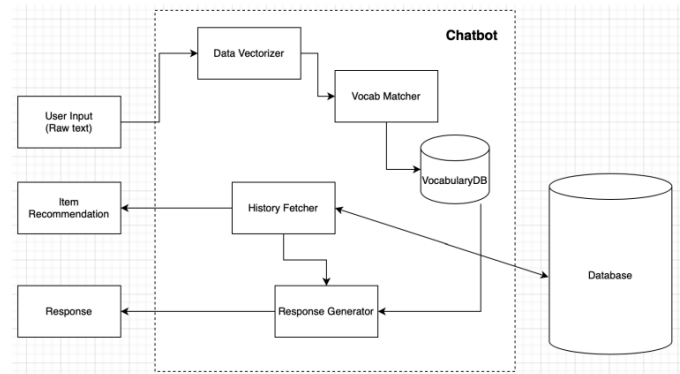 Chatbot
Data Vectorizer
Vocab Matcher
User Input
(Raw text)
VocabularyDB
Item
Recommendation
History Fetcher
Database
Response
Response Generator